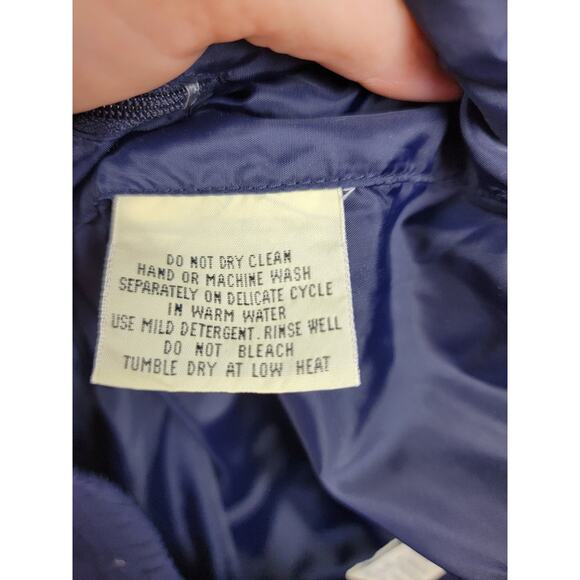 DO NOT DRY CLEAN
HAND OR MACHINE WASH
SEPARATELY ON DELICATE CYCLE
IN WARM WATER
USE MILD DETERGENT. RINSE WELL
DO NOT BLEACH
TUMBLE DRY AT LOW HEAT